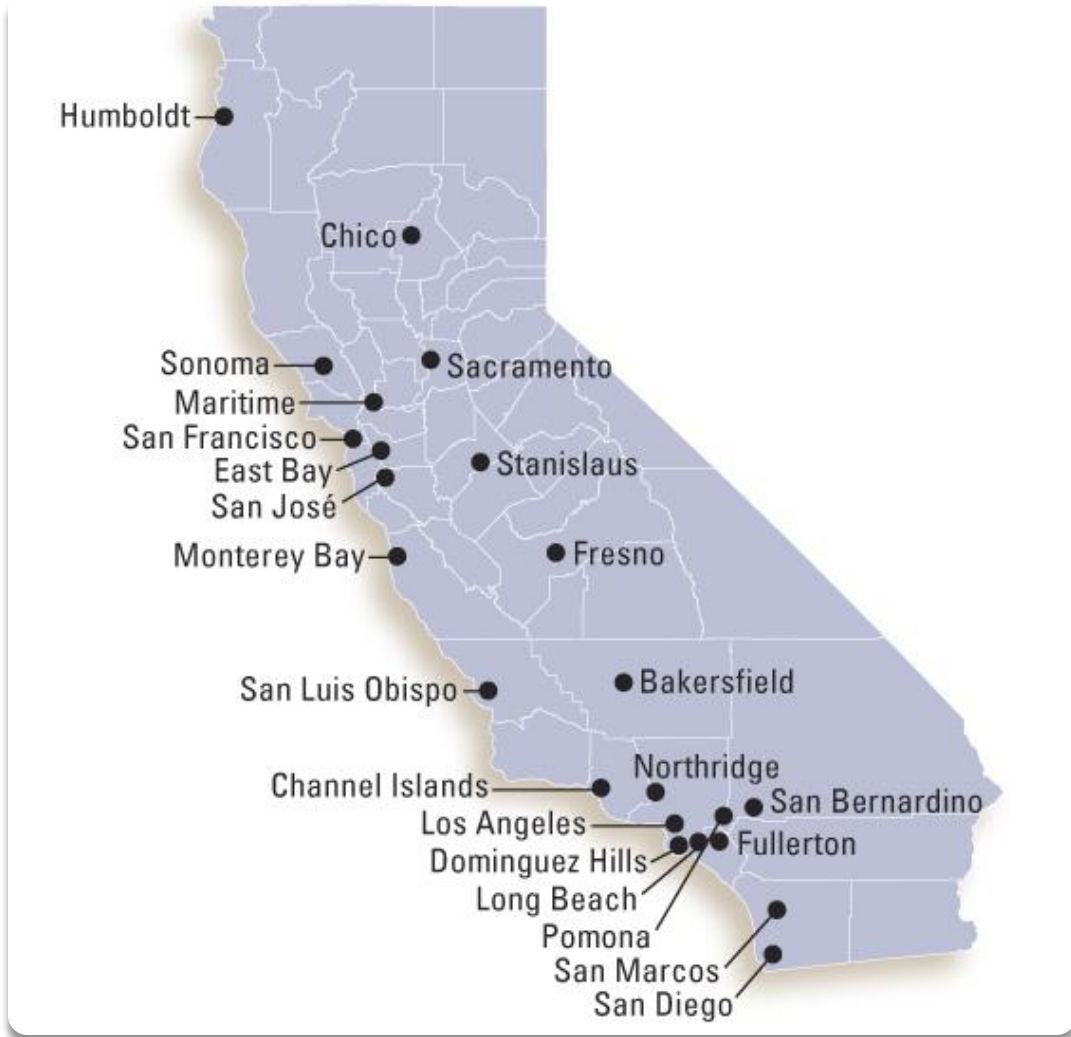 Humboldt
Chico
Sonoma
Sacramento
Maritime
San Francisco
East Bay
Stanislaus
San José
Monterey Bay
Fresno
San Luis Obispo
Bakersfield
Northridge
Channel Islands
San Bernardino
Los Angeles
Fullerton
Dominguez Hills
Long Beach
Pomona
San Marcos
San Diego